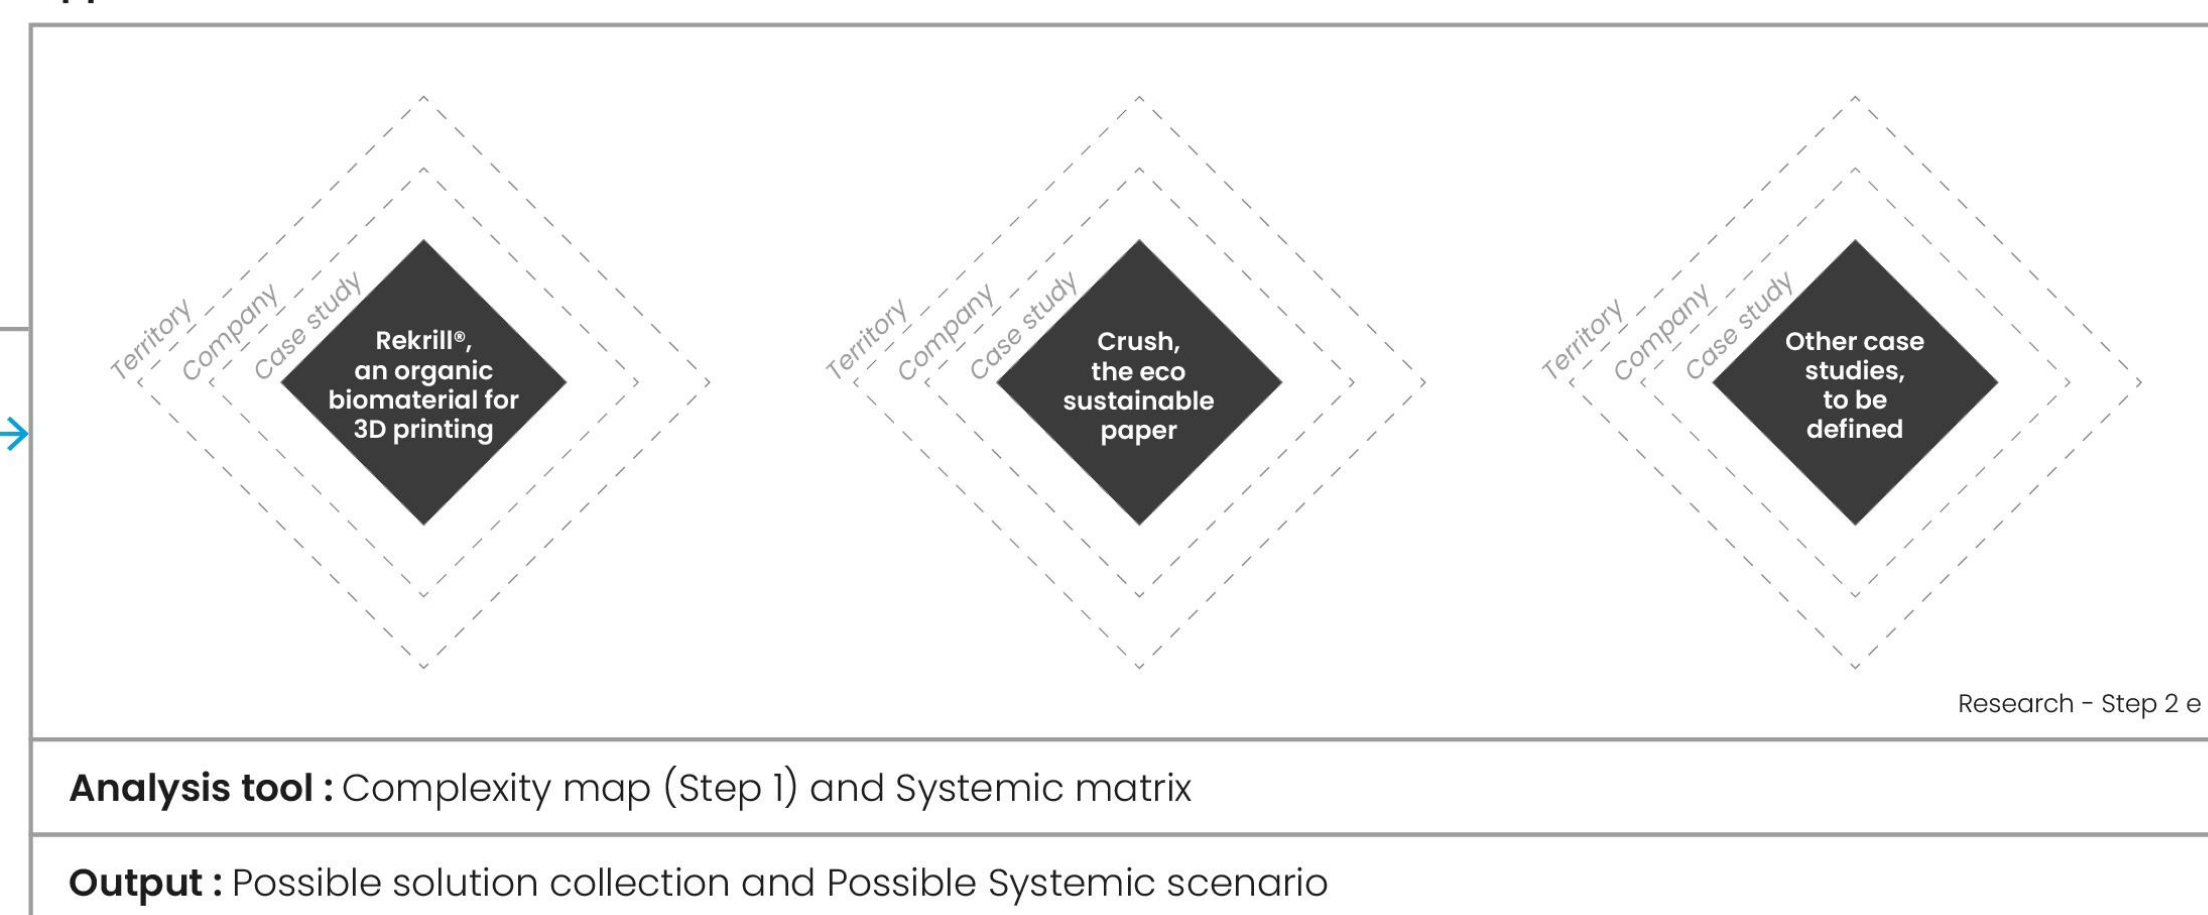 Territory
Company
Case study
Rekrill®,
an organic
biomaterial for
3D printing
Territory
Company
Case study
Crush,
the eco
sustainable
paper
Territory
Company
Case study
Other case
studies,
to be
defined
Research - Step 2 e
Analysis tool : Complexity map (Step 1) and Systemic matrix
Output : Possible solution collection and Possible Systemic scenario